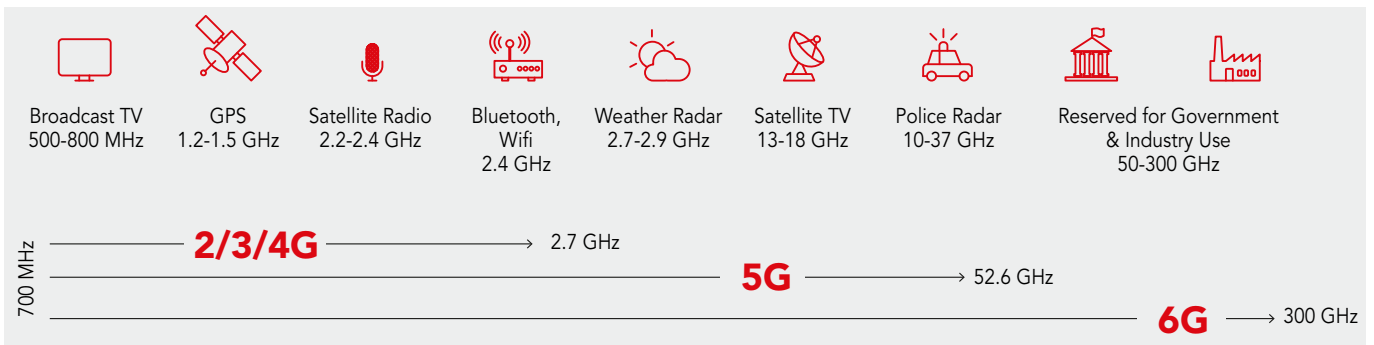 Broadcast TV
500-800 MHz
GPS
1.2-1.5 GHz
Satellite Radio
2.2-2.4 GHz
Bluetooth,
Wifi
2.4 GHz
Weather Radar
2.7-2.9 GHz
Satellite TV
13-18 GHz
Police Radar
10-37 GHz
Reserved for Government
& Industry Use
50-300 GHz
700 MHz
2/3/4G
2.7 GHz
5G
52.6 GHz
6G
300 GHz